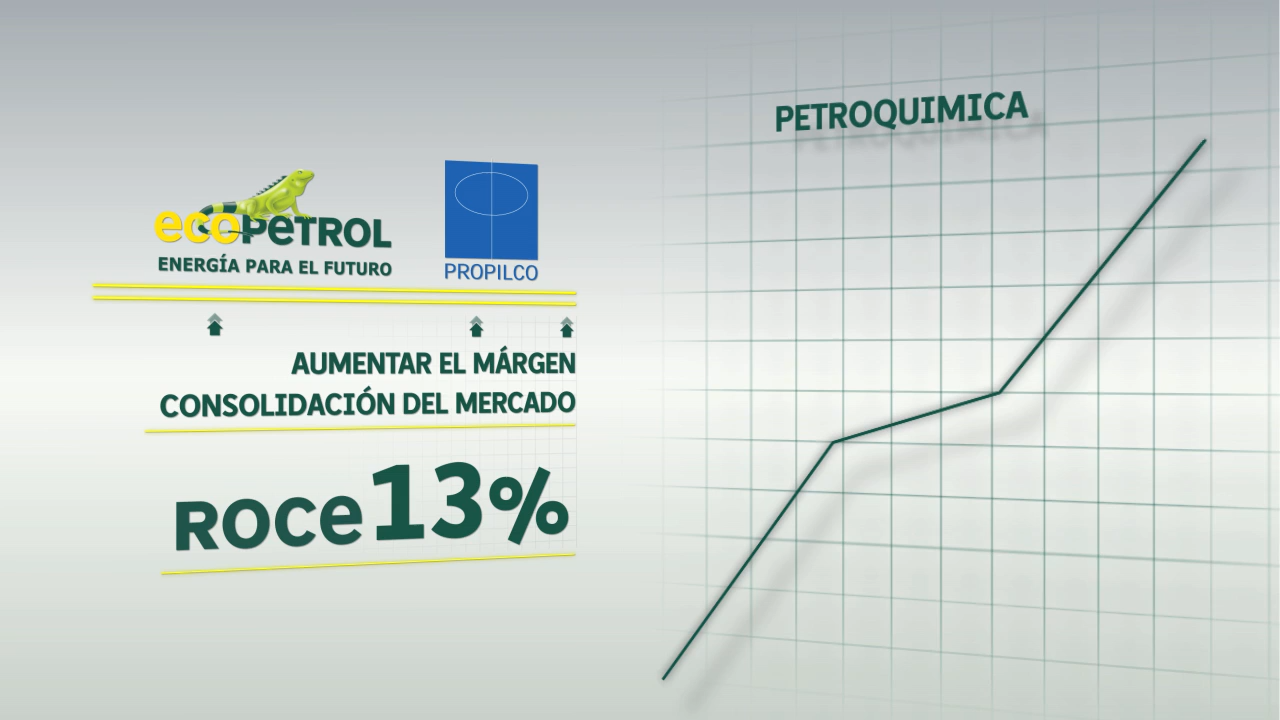 ecoPETROL
ENERGÍA PARA EL FUTURO
PROPILCO
AUMENTAR EL MÁRGEN
CONSOLIDACIÓN DEL MERCADO
ROCE 13%
PETROQUIMICA